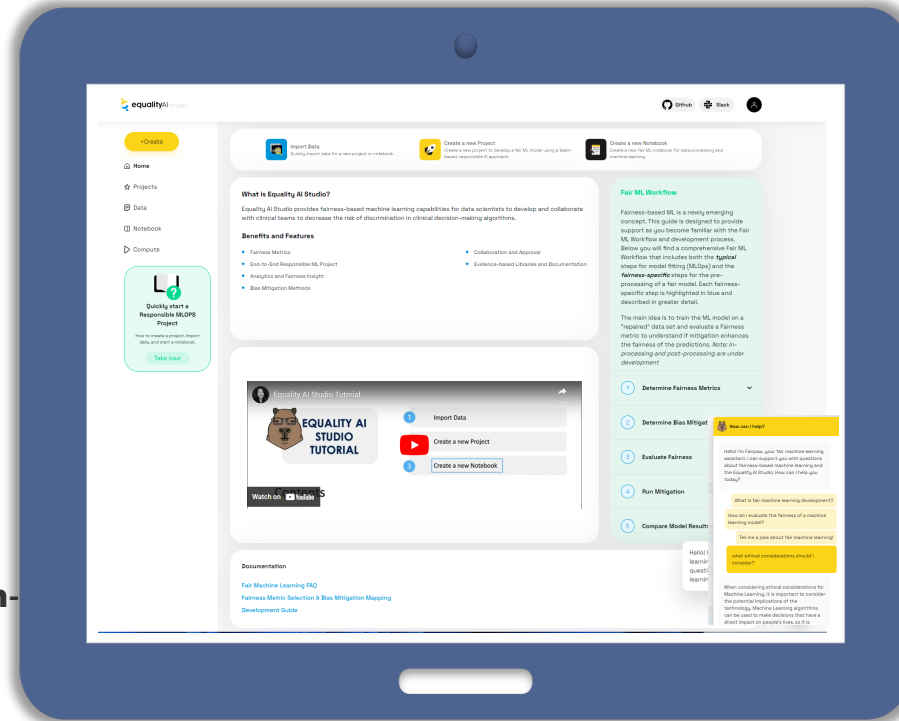 equalityAI STUDIO
Github
Slack
+Create
Home
Projects
Data
Notebook
Compute
Quickly start a
Responsible MLOPS
Project
How to create a project, import
data, and start a notebook.
Take tour
Import Data
Quickly import data for a new project or notebook.
Create a new Project
Create a new project to develop a fair ML model using a team-
based, responsible AI approach.
Create a new Notebook
Create a new fair ML notebook for data processing and
machine learning.
What is Equality AI Studio?
Equality AI Studio provides fairness-based machine learning capabilities for data scientists to develop and collaborate
with clinical teams to decrease the risk of discrimination in clinical decision-making algorithms.
Benefits and Features
Fairness Metrics
End-to-End Responsible ML Project
Analytics and Fairness Insight
Bias Mitigation Methods
Collaboration and Approval
Evidence-based Libraries and Documentation
Equality AI Studio Tutorial
EQUALITY AI
STUDIO
TUTORIAL
1 Import Data
Create a new Project
3 Create a new Notebook
Contents
Watch on YouTube
Documentation
Fair Machine Learning FAQ
Fairness Metric Selection & Bias Mitigation Mapping
Development Guide
Fair ML Workflow
Fairness-based ML is a newly emerging
concept. This guide is designed to provide
support as you become familiar with the Fair
ML Workflow and development process.
Below you will find a comprehensive Fair ML
Workflow that includes both the typical
steps for model fitting (MLOps) and the
fairness-specific steps for the pre-
processing of a fair model. Each fairness-
specific step is highlighted in blue and
described in greater detail.
The main idea is to train the ML model on a
"repaired" data set and evaluate a Fairness
metric to understand if mitigation enhances
the fairness of the predictions. Note: In-
processing and post-processing are under
development
1 Determine Fairness Metrics
2 Determine Bias Mitigat
3 Evaluate Fairness
4 Run Mitigation
5 Compare Model Results
Hello! I
learnin
questi
learnin
How can I help?
Hello! I'm Fairpaw, your fair machine learning
assistant. I can support you with questions
about fairness-based machine learning and
the Equality AI Studio. How can I help you
today?
What is fair machine learning development?
How do I evaluate the fairness of a machine
learning model?
Tell me a joke about fair machine learning!
what ethical considerations should I
consider?
When considering ethical considerations for
Machine Learning, it is important to consider
the potential implications of the
technology. Machine Learning algorithms
can be used to make decisions that have a
direct impact on people's lives, so it is
n-